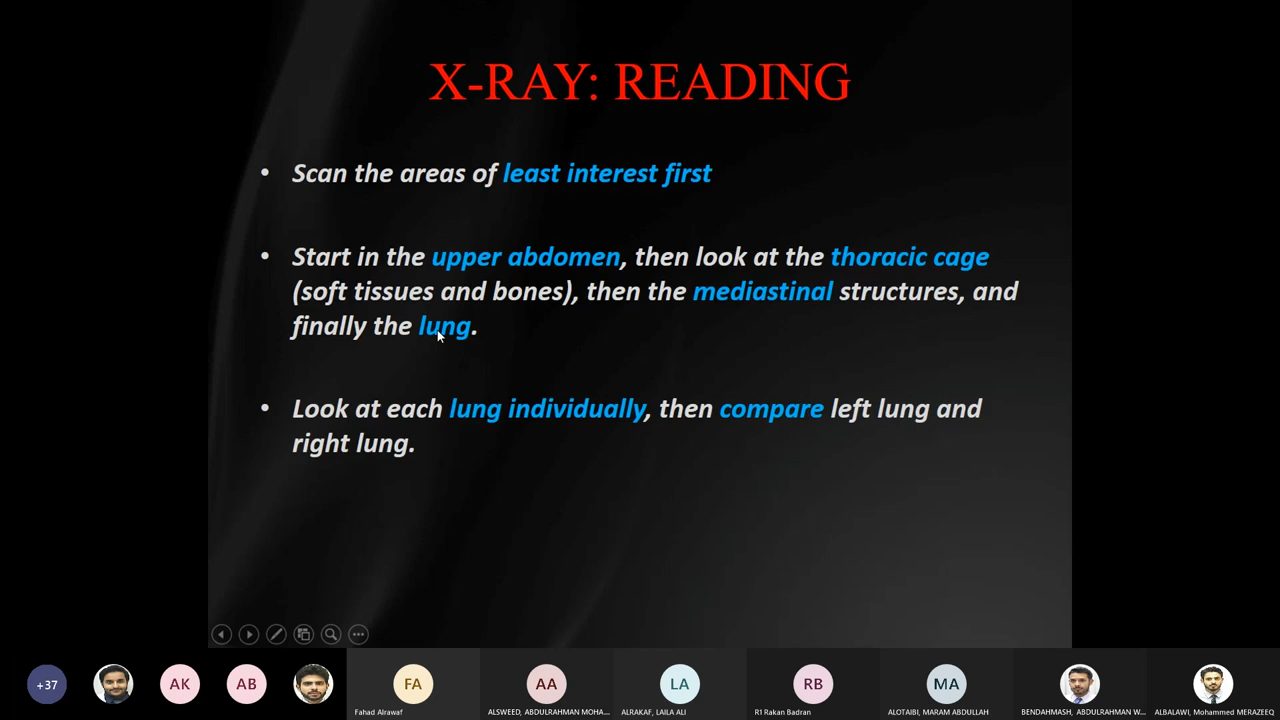 X-RAY: READING
• Scan the areas of least interest first
• Start in the upper abdomen, then look at the thoracic cage
(soft tissues and bones), then the mediastinal structures, and
finally the lung.
• Look at each lung individually, then compare left lung and
right lung.
+37
AK
AB
FA
AA
LA
RB
MA
Fahad Alrawaf
ALSWEED, ABDULRAHMAN MOHA...
ALRAKAF, LAILA ALI
R1 Rakan Badran
ALOTAIBI, MARAM ABDULLAH
BENDAHMASH, ABDULRAHMAN W...
ALBALAWI, Mohammed MERAZEEQ